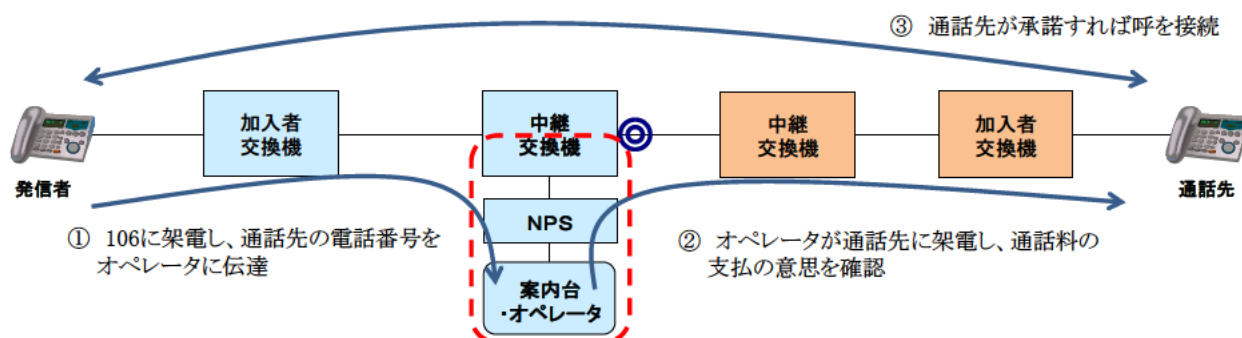 ③ 通話先が承諾すれば呼を接続
加入者
交換機
中継
交換機
中継
交換機
加入者
交換機
発信者
通話先
① 106に架電し、通話先の電話番号を
オペレータに伝達
NPS
② オペレータが通話先に架電し、通話料の
支払の意思を確認
案内台
・オペレータ